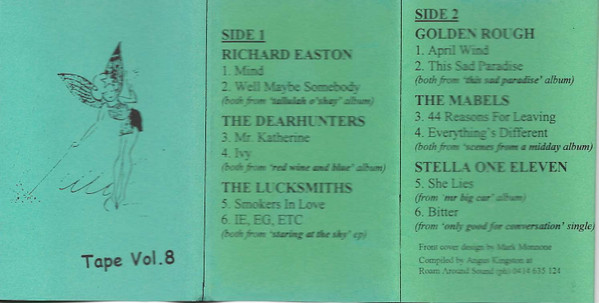 Tape Vol.8
SIDE 1
RICHARD EASTON
1. Mind
2. Well Maybe Somebody
(both from 'tallulah o'shay' album)
THE DEARHUNTERS
3. Mr. Katherine
4. Ivy
(both from 'red wine and blue' album)
THE LUCKSMITHS
5. Smokers In Love
6. IE, EG, ETC
(both from 'staring at the sky' ep)
SIDE 2
GOLDEN ROUGH
1. April Wind
2. This Sad Paradise
(both from 'this sad paradise' album)
THE MABELS
3. 44 Reasons For Leaving
4. Everything's Different
(both from 'scenes from a midday album)
STELLA ONE ELEVEN
5. She Lies
(from 'mr big car' album)
6. Bitter
(from 'only good for conversation' single)
Front cover design by Mark Monnone
Compiled by Angus Kingston at
Room Around Sound (ph) 0414 635 124